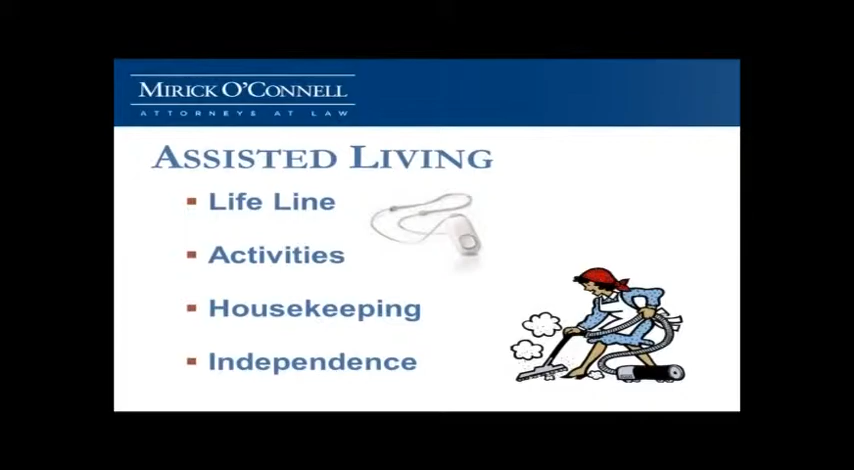 MIRICK O'CONNELL
ATTORNEYS AT LAW
ASSISTED LIVING
Life Line
Activities
Housekeeping
Independence